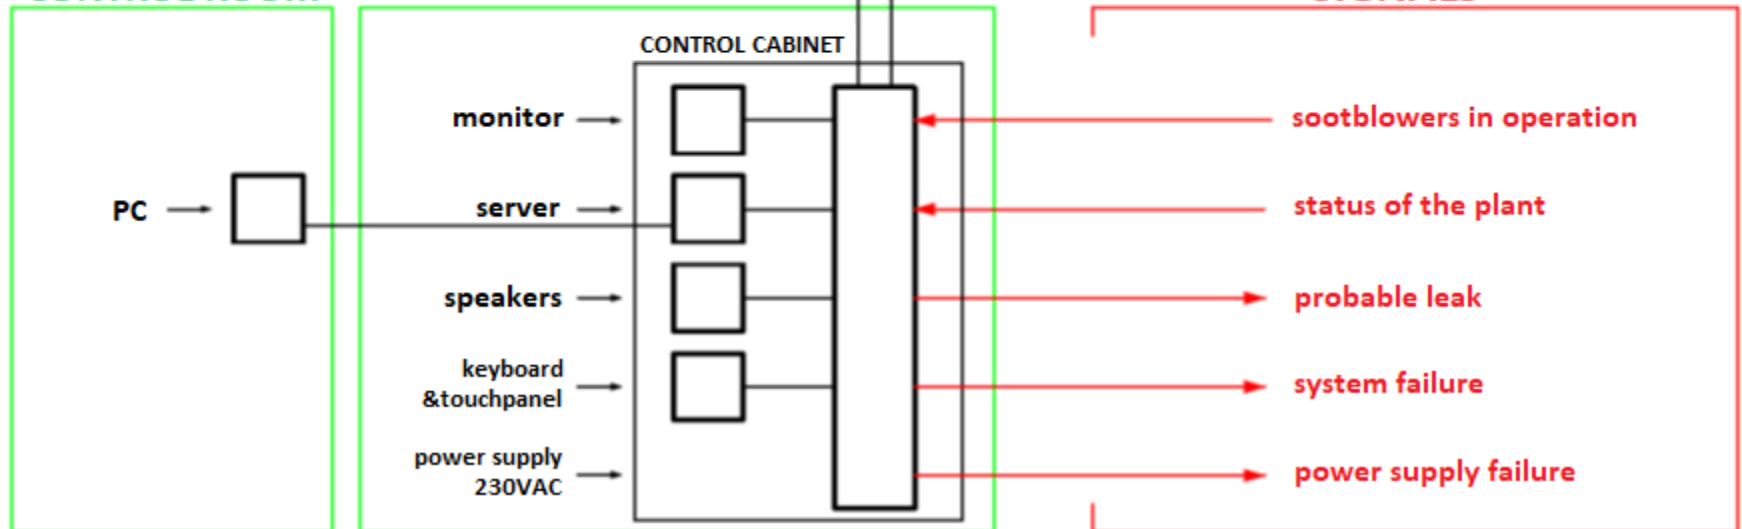 CONTROL CABINET
monitor
sootblowers in operation
PC
server
status of the plant
speakers
probable leak
keyboard
&touchpanel
system failure
power supply
230VAC
power supply failure